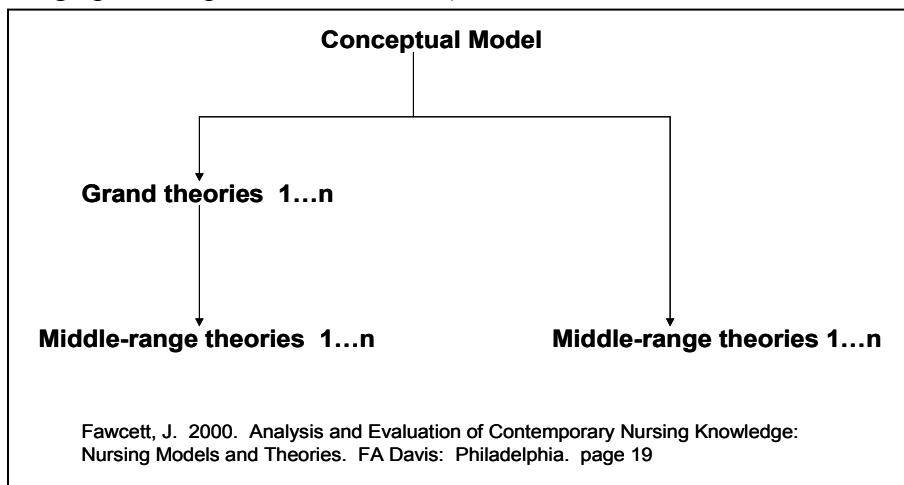 Conceptual Model
Grand theories 1…n
Middle-range theories 1…n
Middle-range theories 1…n
Fawcett, J. 2000. Analysis and Evaluation of Contemporary Nursing Knowledge:
Nursing Models and Theories. FA Davis: Philadelphia. page 19